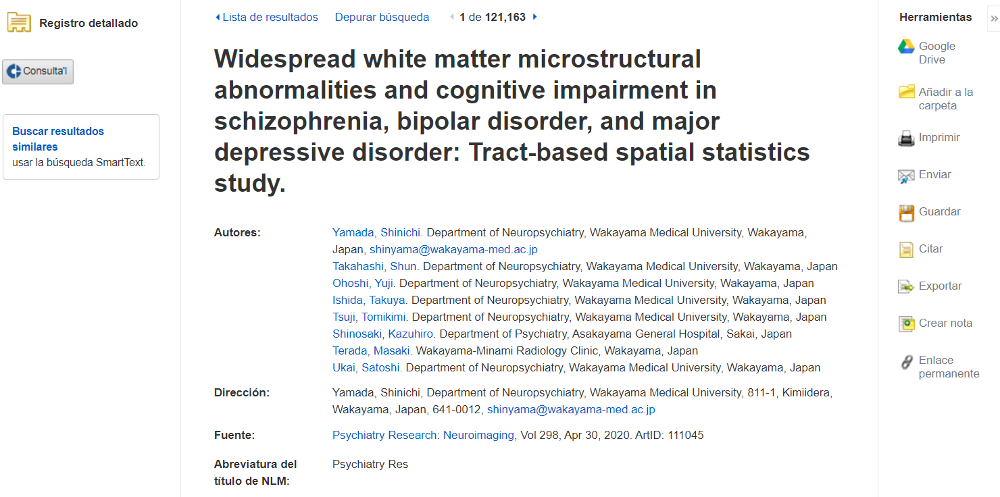 Registro detallado
Consulta'l
Buscar resultados
similares
usar la búsqueda SmartText.
Lista de resultados Depurar búsqueda 1 de 121,163
Widespread white matter microstructural
abnormalities and cognitive impairment in
schizophrenia, bipolar disorder, and major
depressive disorder: Tract-based spatial statistics
study.
Autores: Yamada, Shinichi. Department of Neuropsychiatry, Wakayama Medical University, Wakayama,
Japan, shinyama@wakayama-med.ac.jp
Takahashi, Shun. Department of Neuropsychiatry, Wakayama Medical University, Wakayama, Japan
Ohoshi, Yuji. Department of Neuropsychiatry, Wakayama Medical University, Wakayama, Japan
Ishida, Takuya. Department of Neuropsychiatry, Wakayama Medical University, Wakayama, Japan
Tsuji, Tomikimi. Department of Neuropsychiatry, Wakayama Medical University, Wakayama, Japan
Shinosaki, Kazuhiro. Department of Psychiatry, Asakayama General Hospital, Sakai, Japan
Terada, Masaki. Wakayama-Minami Radiology Clinic, Wakayama, Japan
Ukai, Satoshi. Department of Neuropsychiatry, Wakayama Medical University, Wakayama, Japan
Dirección: Yamada, Shinichi, Department of Neuropsychiatry, Wakayama Medical University, 811-1, Kimiidera,
Wakayama, Japan, 641-0012, shinyama@wakayama-med.ac.jp
Fuente: Psychiatry Research: Neuroimaging, Vol 298, Apr 30, 2020. ArtID: 111045
Abreviatura del Psychiatry Res
título de NLM:
Herramientas »
Google
Drive
Añadir a la
carpeta
Imprimir
Enviar
Guardar
Citar
Exportar
Crear nota
Enlace
permanente